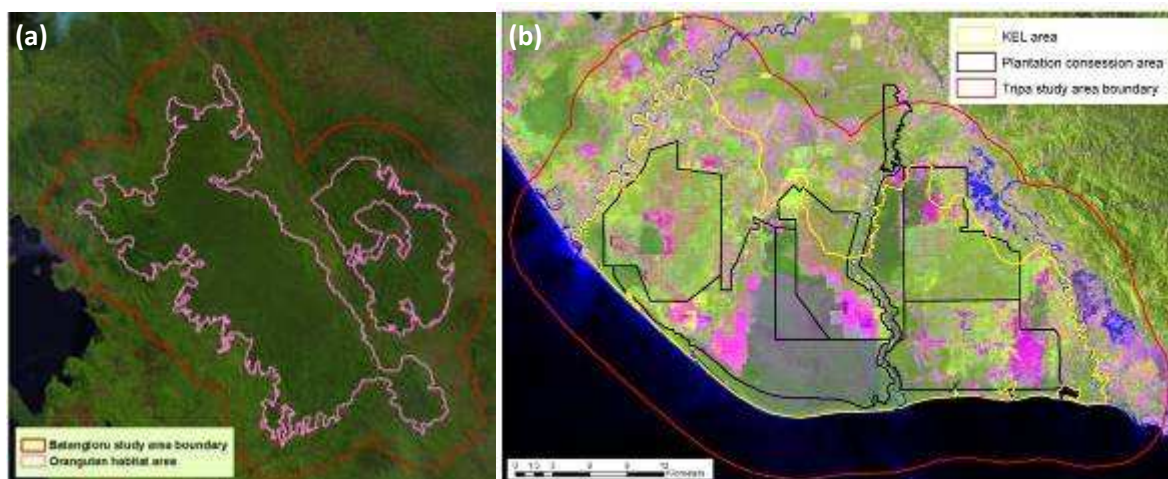 (a)
Batangtoru study area boundary
Orangutan habitat area
(b)
KEL area
Plantation consession area
Tripa study area boundary
Kilometers